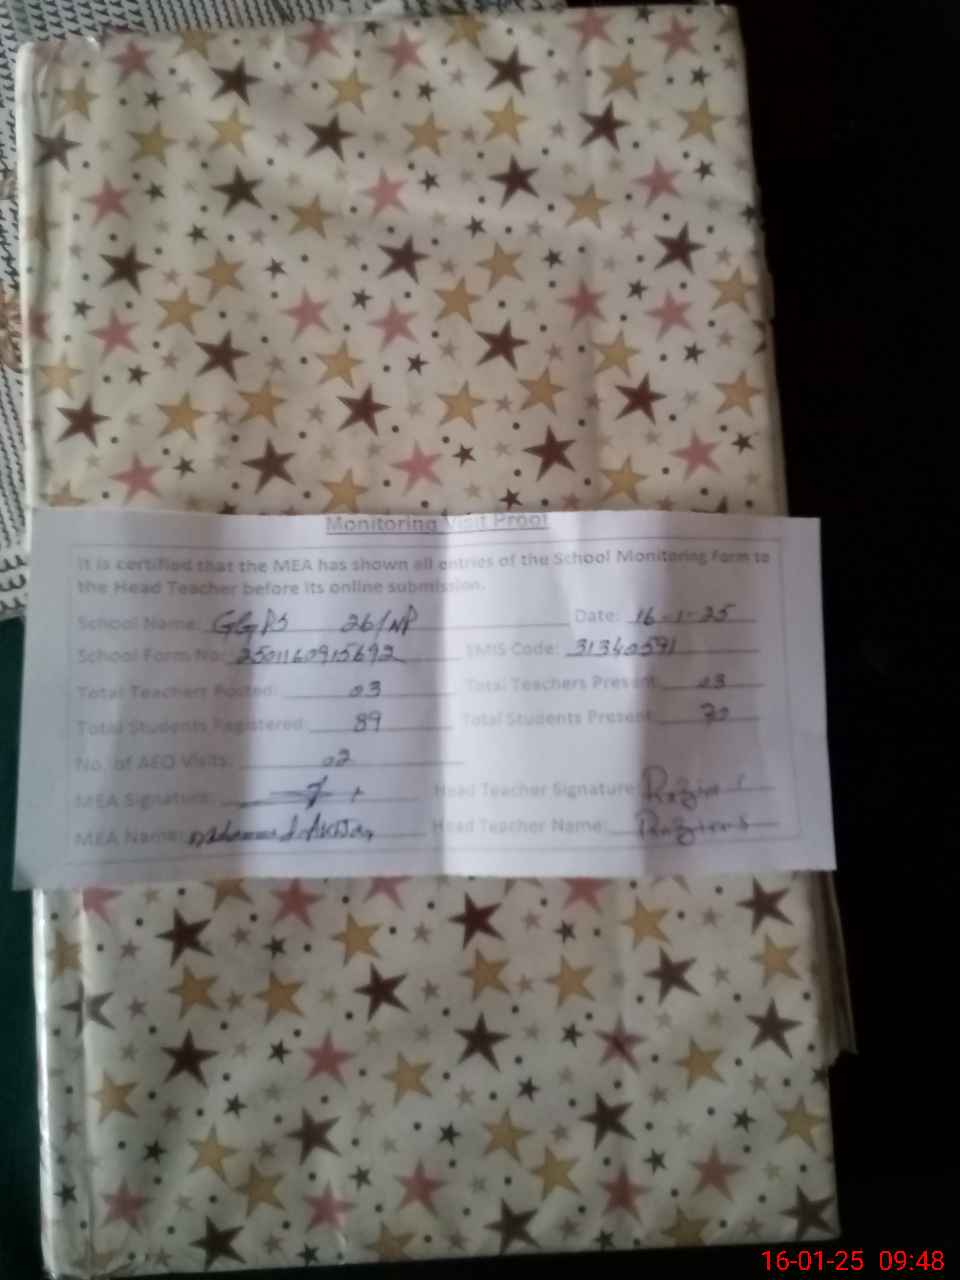 Monitoring Visit Proof
It is certified that the MEA has shown all entries of the School Monitoring Form to
the Head Teacher before its online submission.
School Name: GGPS 26/NP Date: 16-1-25
School Form No: 2501160915692 EMIS Code: 31340591
Total Teachers Posted: 03 Total Teachers Present: 03
Total Students Registered: 89 Total Students Present: 70
No. of AEO Visits: 02
MEA Signature: Head Teacher Signature:
MEA Name: Head Teacher Name:
16-01-25 09:48